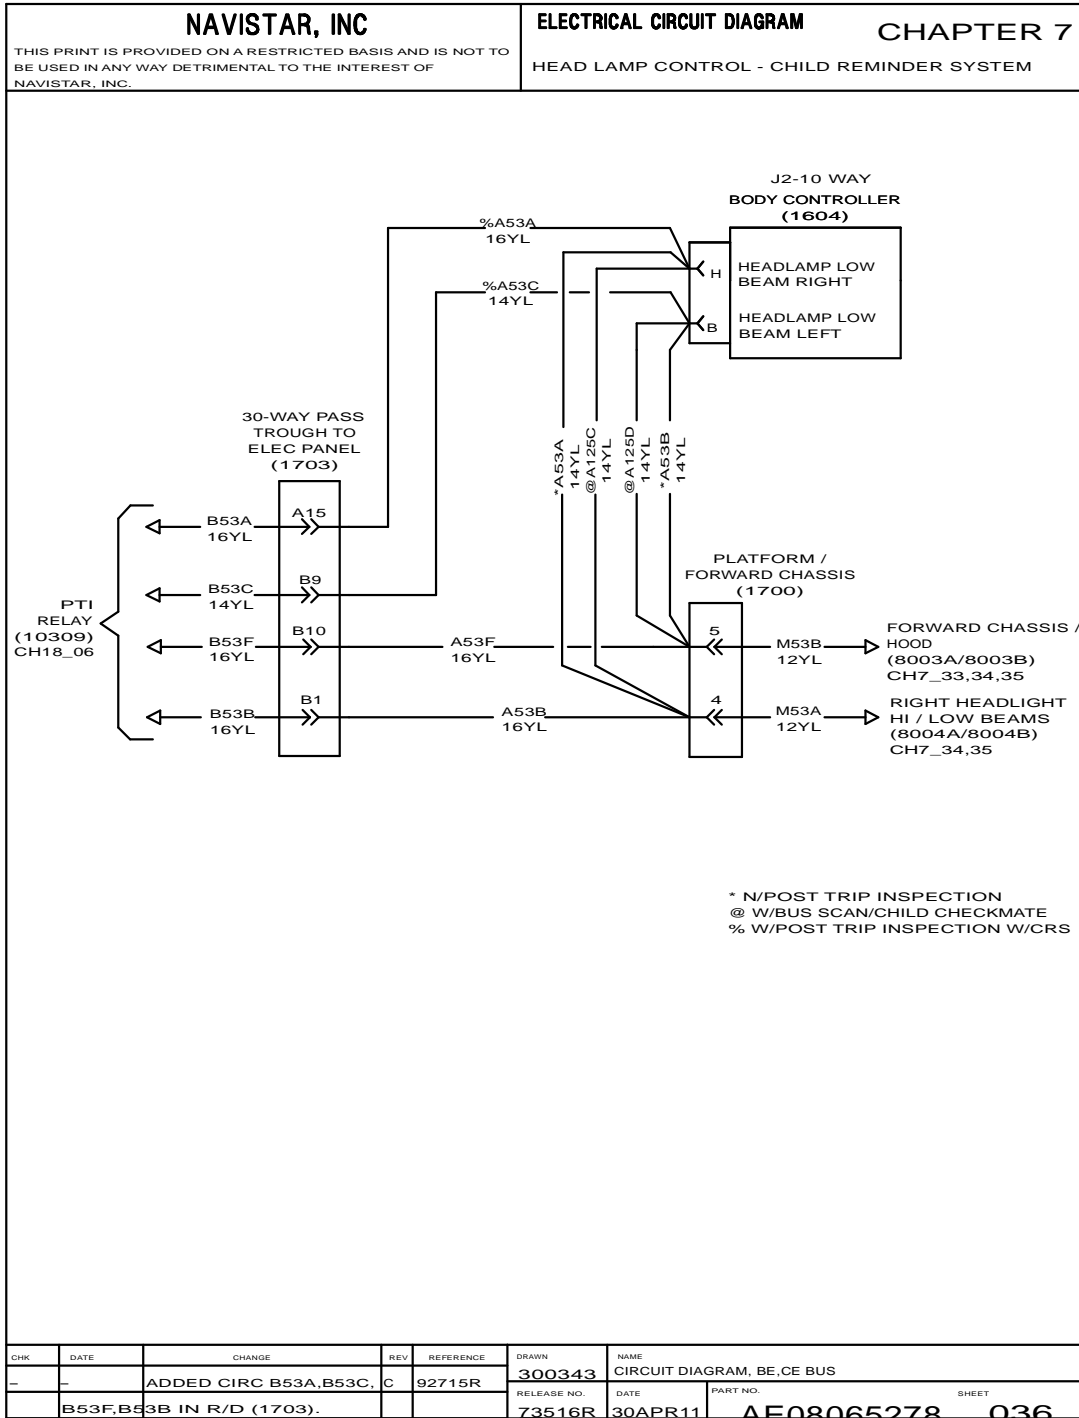 NAVISTAR, INC
THIS PRINT IS PROVIDED ON A RESTRICTED BASIS AND IS NOT TO
BE USED IN ANY WAY DETRIMENTAL TO THE INTEREST OF
NAVISTAR, INC.
ELECTRICAL CIRCUIT DIAGRAM
CHAPTER 7
HEAD LAMP CONTROL - CHILD REMINDER SYSTEM
J2-10 WAY
BODY CONTROLLER
(1604)
%A53A
16YL
H
HEADLAMP LOW
BEAM RIGHT
%A53C
14YL
B
HEADLAMP LOW
BEAM LEFT
30-WAY PASS
TROUGH TO
ELEC PANEL
(1703)
*A53A
14YL
@A125C
14YL
@A125D
14YL
*A53B
14YL
A15
B53A
16YL
B9
B53C
14YL
PTI
RELAY
(10309)
CH18_06
B10
B53F
16YL
A53F
16YL
B1
B53B
16YL
A53B
16YL
PLATFORM /
FORWARD CHASSIS
(1700)
5
M53B
12YL
FORWARD CHASSIS /
HOOD
(8003A/8003B)
CH7_33,34,35
4
M53A
12YL
RIGHT HEADLIGHT
HI / LOW BEAMS
(8004A/8004B)
CH7_34,35
* N/POST TRIP INSPECTION
@ W/BUS SCAN/CHILD CHECKMATE
% W/POST TRIP INSPECTION W/CRS
CHK DATE CHANGE REV REFERENCE
– – ADDED CIRC B53A,B53C, C 92715R
B53F,B53B IN R/D (1703).
DRAWN
300343
NAME
CIRCUIT DIAGRAM, BE,CE BUS
RELEASE NO.
73516R
DATE
30APR11
PART NO.
AE08065278
SHEET
036